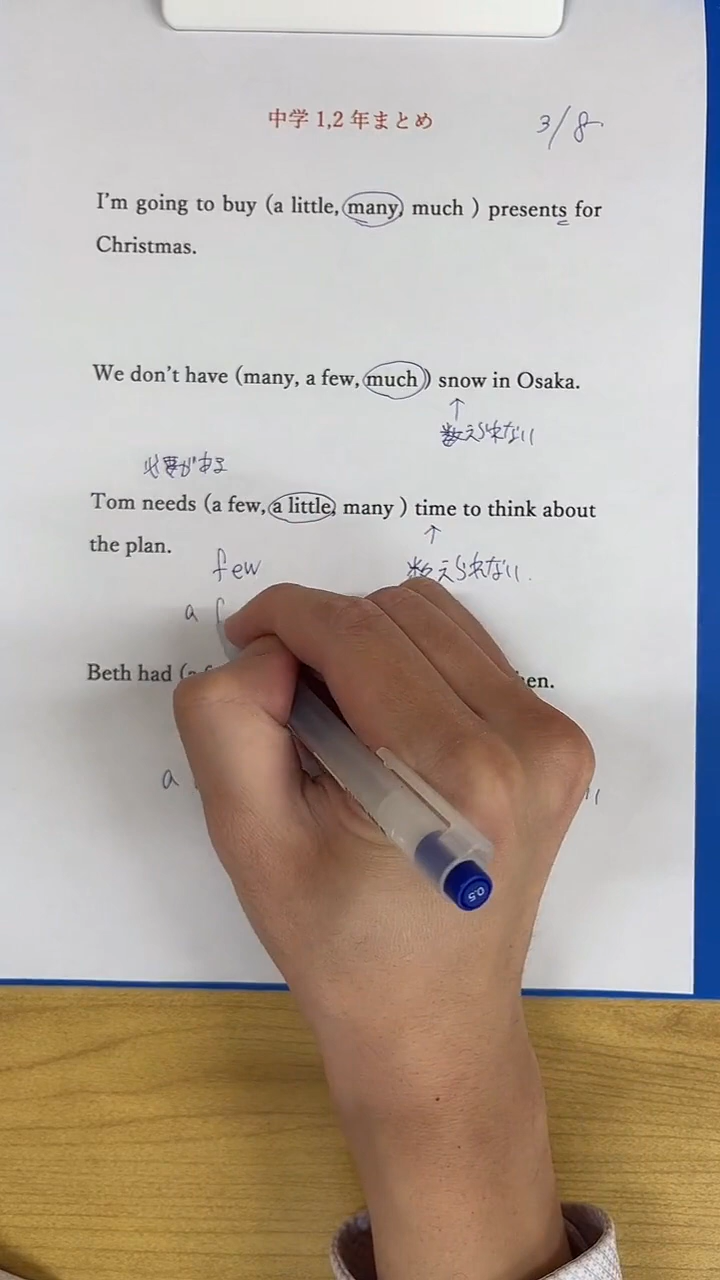 中学1,2年まとめ 3/8
I'm going to buy (a little, many, much ) presents for
Christmas.
We don't have (many, a few, much ) snow in Osaka.
↑
数えられない
必要がある
Tom needs (a few, a little, many ) time to think about
↑
the plan.
few 数えられない.
a f
Beth had (a
a
0.5